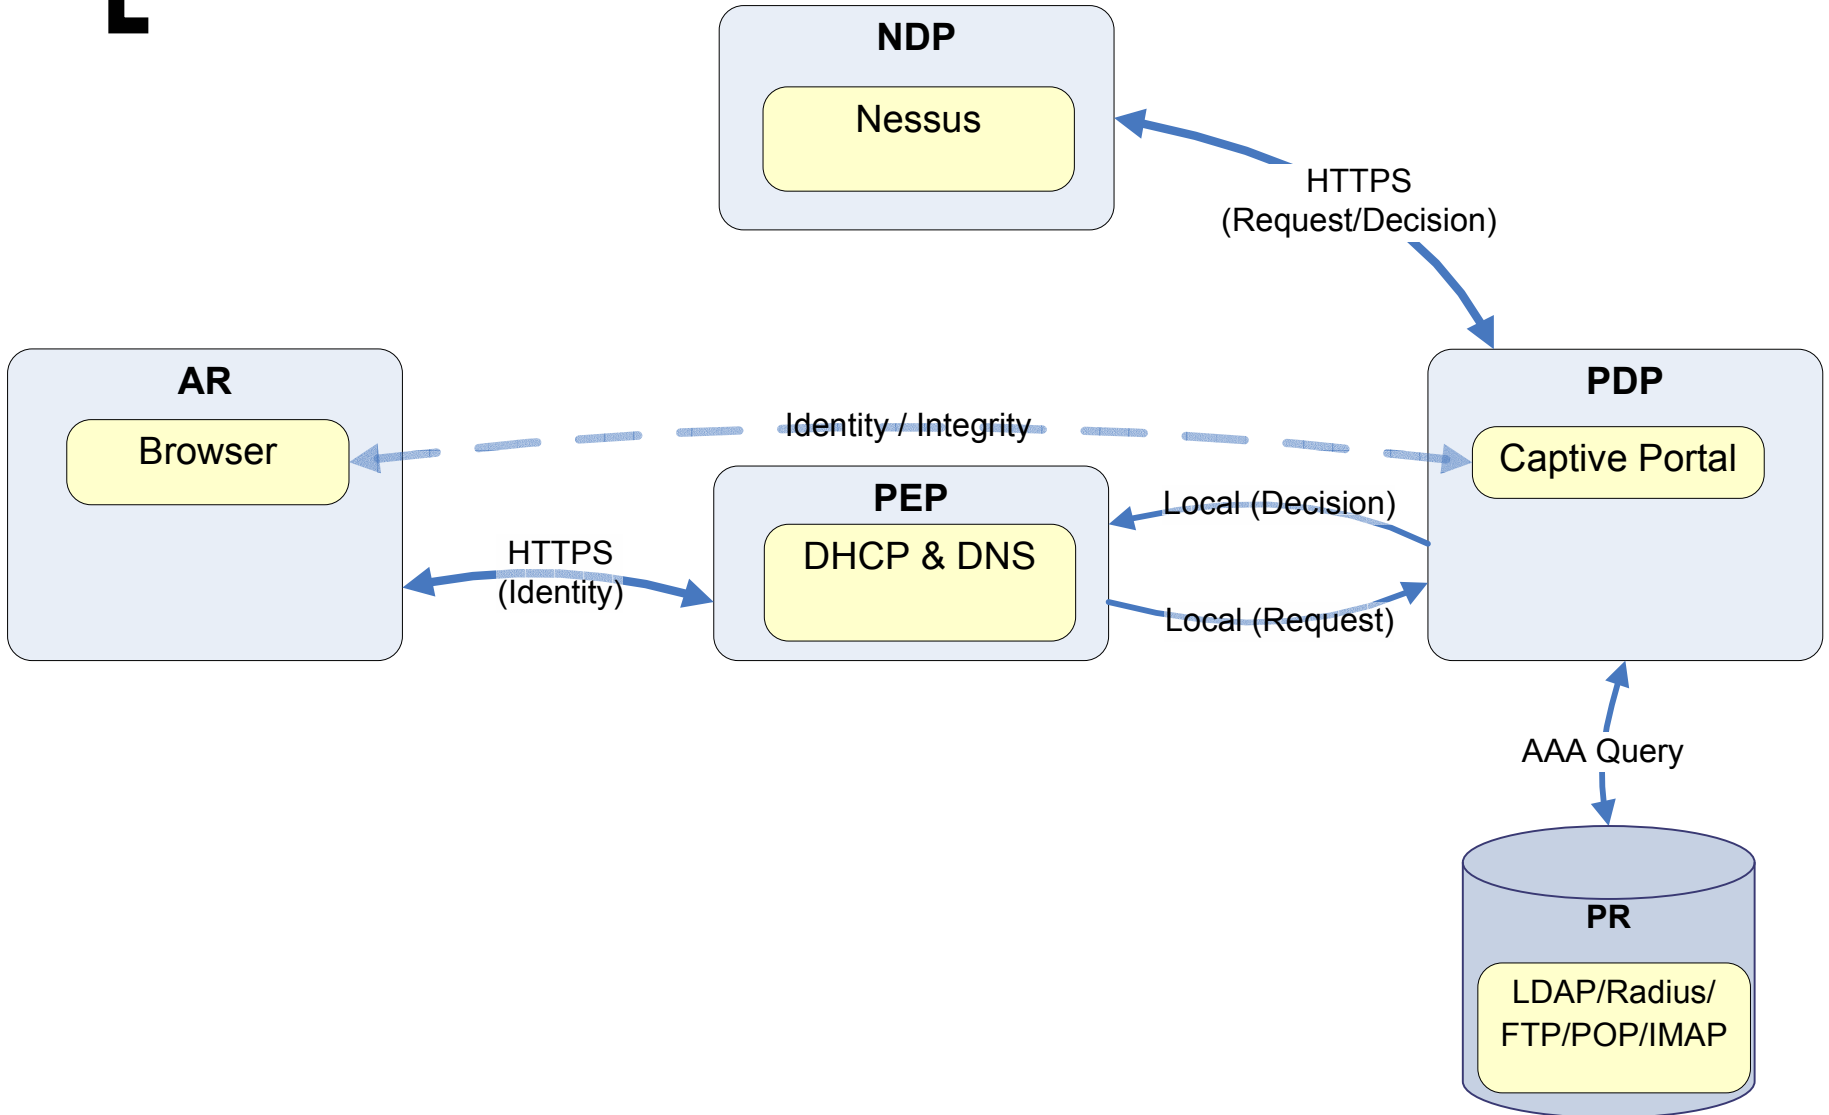 NDP
Nessus
HTTPS
(Request/Decision)
AR
Browser
Identity / Integrity
PDP
Captive Portal
PEP
DHCP & DNS
HTTPS
(Identity)
Local (Decision)
Local (Request)
AAA Query
PR
LDAP/Radius/
FTP/POP/IMAP